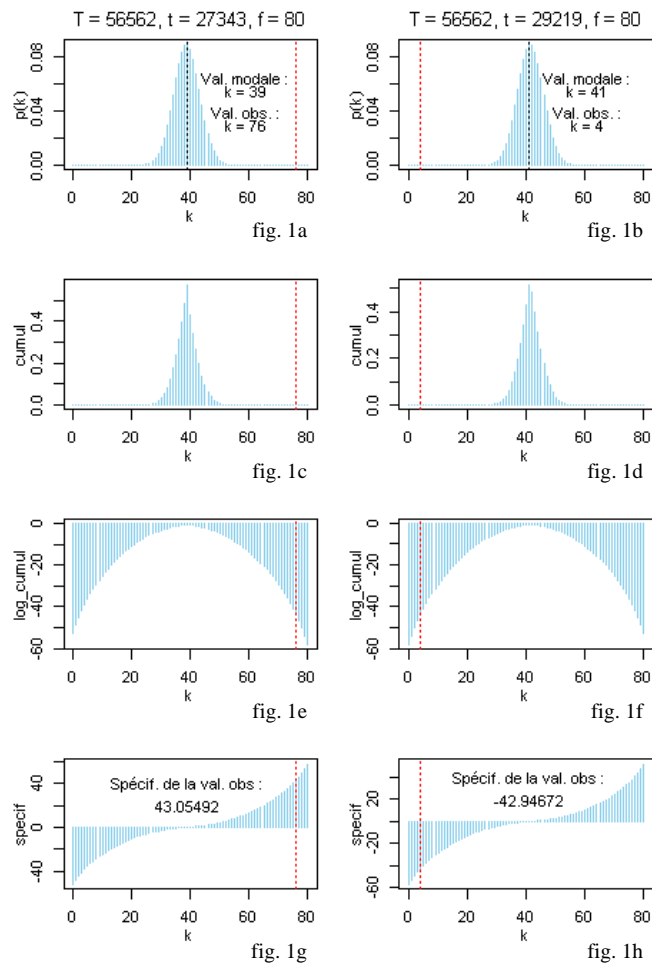 T = 56562, t = 27343, f = 80
T = 56562, t = 29219, f = 80
p(k)
0.08
0.04
0.00
Val. modale :
k = 39
Val. obs. :
k = 76
0 20 40 60 80
k
fig. 1a
p(k)
0.08
0.04
0.00
Val. modale :
k = 41
Val. obs. :
k = 4
0 20 40 60 80
k
fig. 1b
cumul
0.4
0.2
0.0
0 20 40 60 80
k
fig. 1c
cumul
0.4
0.2
0.0
0 20 40 60 80
k
fig. 1d
log_cumul
0
-20
-40
-60
0 20 40 60 80
k
fig. 1e
log_cumul
0
-20
-40
-60
0 20 40 60 80
k
fig. 1f
specif
40
0
-40
Spécif. de la val. obs :
43.05492
0 20 40 60 80
k
fig. 1g
specif
20
-20
-60
Spécif. de la val. obs :
-42.94672
0 20 40 60 80
k
fig. 1h